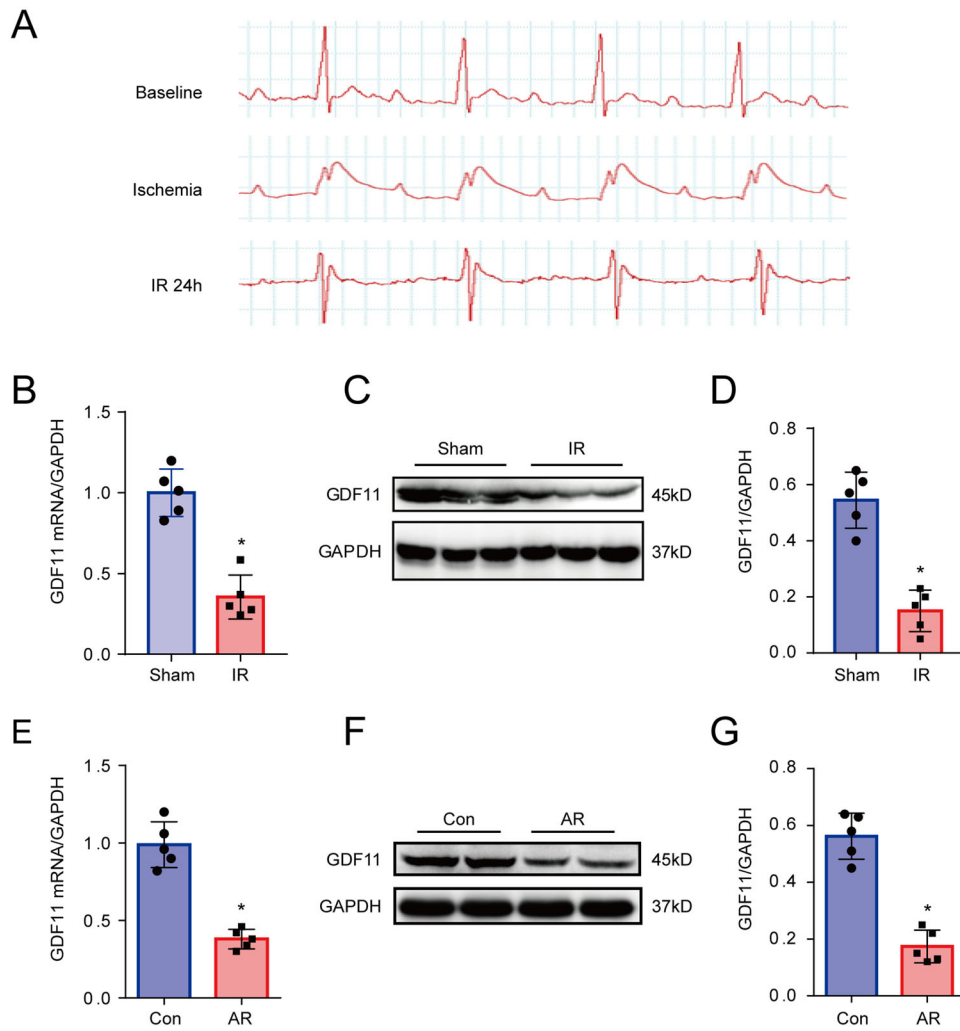 A
Baseline
Ischemia
IR 24h
B
GDF11 mRNA/GAPDH
1.5
1.0
0.5
0.0
Sham IR
*
C
Sham IR
GDF11 45kD
GAPDH 37kD
D
GDF11/GAPDH
0.8
0.6
0.4
0.2
0.0
Sham IR
*
E
GDF11 mRNA/GAPDH
1.5
1.0
0.5
0.0
Con AR
*
F
Con AR
GDF11 45kD
GAPDH 37kD
G
GDF11/GAPDH
0.8
0.6
0.4
0.2
0.0
Con AR
*